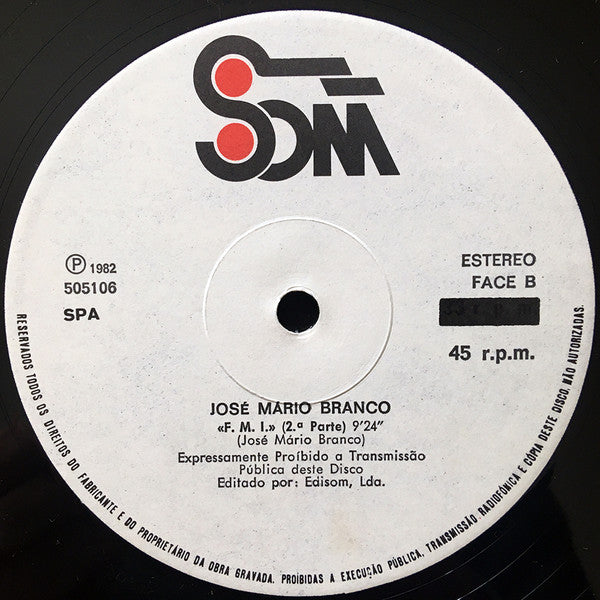 SOM
Ⓟ 1982
505106
SPA
ESTEREO
FACE B
45 r.p.m.
JOSÉ MÁRIO BRANCO
«F. M. I.» (2.ª Parte) 9'24"
(José Mário Branco)
Expressamente Proíbido a Transmissão
Pública deste Disco
Editado por: Edisom, Lda.
RESERVADOS TODOS OS DIREITOS DO FABRICANTE E DO PROPRIETÁRIO DA OBRA GRAVADA. PROIBIDAS A EXECUÇÃO PÚBLICA, TRANSMISSÃO RADIOFÓNICA E CÓPIA DESTE DISCO, NÃO AUTORIZADAS.